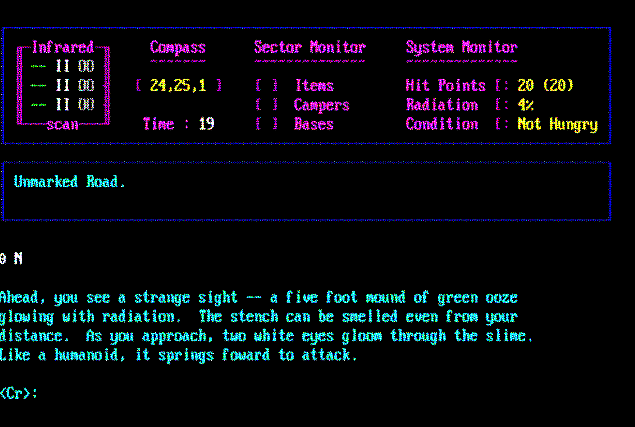 Infrared Compass Sector Monitor System Monitor
-- II OO
-- II OO [ 24,25,1 ] [ ] Items Hit Points [: 20 (20)
-- II OO [ ] Campers Radiation [: 4%
scan Time : 19 [ ] Bases Condition [: Not Hungry
Unmarked Road.
0 N
Ahead, you see a strange sight -- a five foot mound of green ooze
glowing with radiation. The stench can be smelled even from your
distance. As you approach, two white eyes gloom through the slime.
Like a humanoid, it springs foward to attack.
<Cr>: